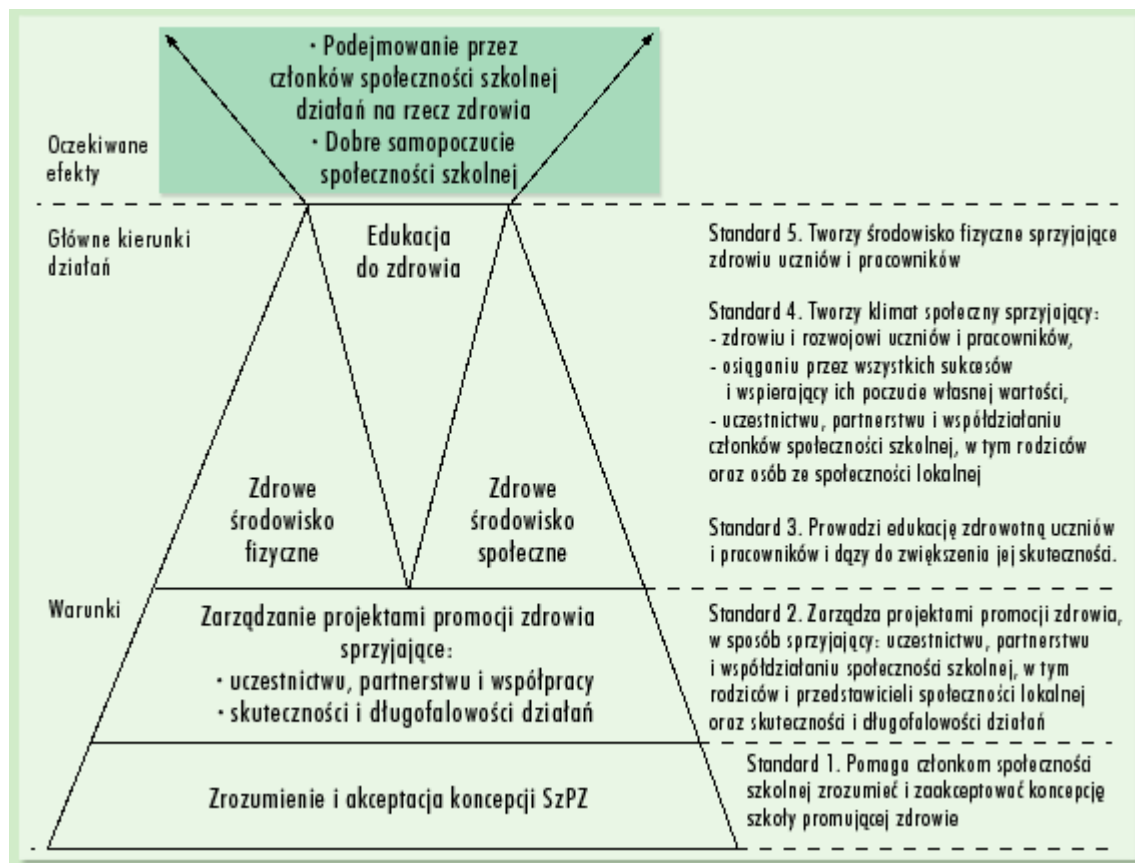 • Podejmowanie przez
członków społeczności szkolnej
działań na rzecz zdrowia
• Dobre samopoczucie
społeczności szkolnej
Oczekiwane
efekty
Główne kierunki
działań
Edukacja
do zdrowia
Zdrowe
środowisko
fizyczne
Zdrowe
środowisko
społeczne
Standard 5. Tworzy środowisko fizyczne sprzyjające
zdrowiu uczniów i pracowników
Standard 4. Tworzy klimat społeczny sprzyjający:
- zdrowiu i rozwojowi uczniów i pracowników,
- osiąganiu przez wszystkich sukcesów
i wspierający ich poczucie własnej wartości,
- uczestnictwu, partnerstwu i współdziałaniu
członków społeczności szkolnej, w tym rodziców
oraz osób ze społeczności lokalnej
Standard 3. Prowadzi edukację zdrowotną uczniów
i pracowników i dązy do zwiększenia jej skuteczności.
Warunki
Zarządzanie projektami promocji zdrowia
sprzyjające:
• uczestnictwu, partnerstwu i współpracy
• skuteczności i długofalowości działań
Standard 2. Zarządza projektami promocji zdrowia,
w sposób sprzyjający: uczestnictwu, partnerstwu
i współdziałaniu społeczności szkolnej, w tym
rodziców i przedstawicieli społeczności lokalnej
oraz skuteczności i długofalowości działań
Zrozumienie i akceptacja koncepcji SzPZ
Standard 1. Pomaga członkom społeczności
szkolnej zrozumieć i zaakceptować koncepcję
szkoły promującej zdrowie